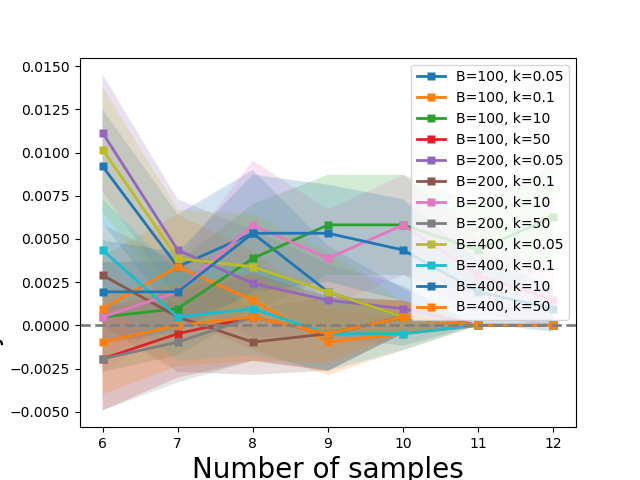 0.0150
0.0125
0.0100
0.0075
0.0050
0.0025
0.0000
−0.0025
−0.0050
B=100, k=0.05
B=100, k=0.1
B=100, k=10
B=100, k=50
B=200, k=0.05
B=200, k=0.1
B=200, k=10
B=200, k=50
B=400, k=0.05
B=400, k=0.1
B=400, k=10
B=400, k=50
6 7 8 9 10 11 12
Number of samples